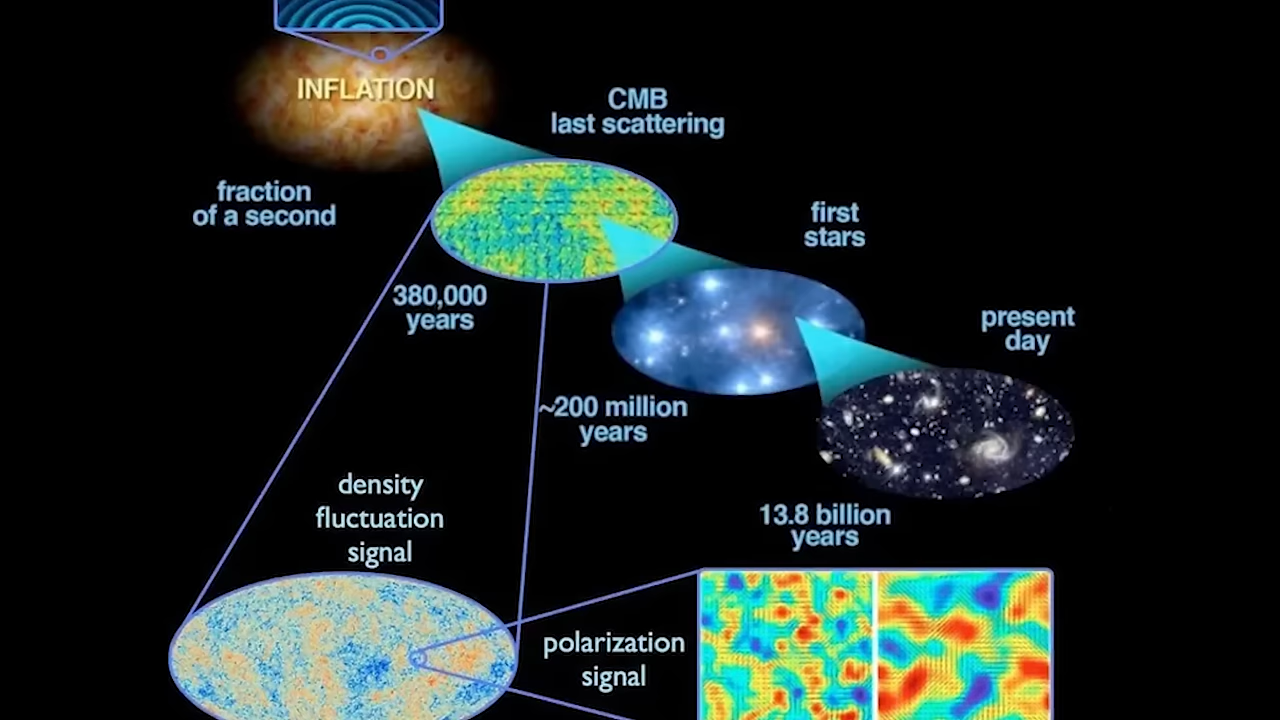 INFLATION
CMB
last scattering
fraction
of a second
first
stars
380,000
years
present
day
~200 million
years
density
fluctuation
signal
13.8 billion
years
polarization
signal